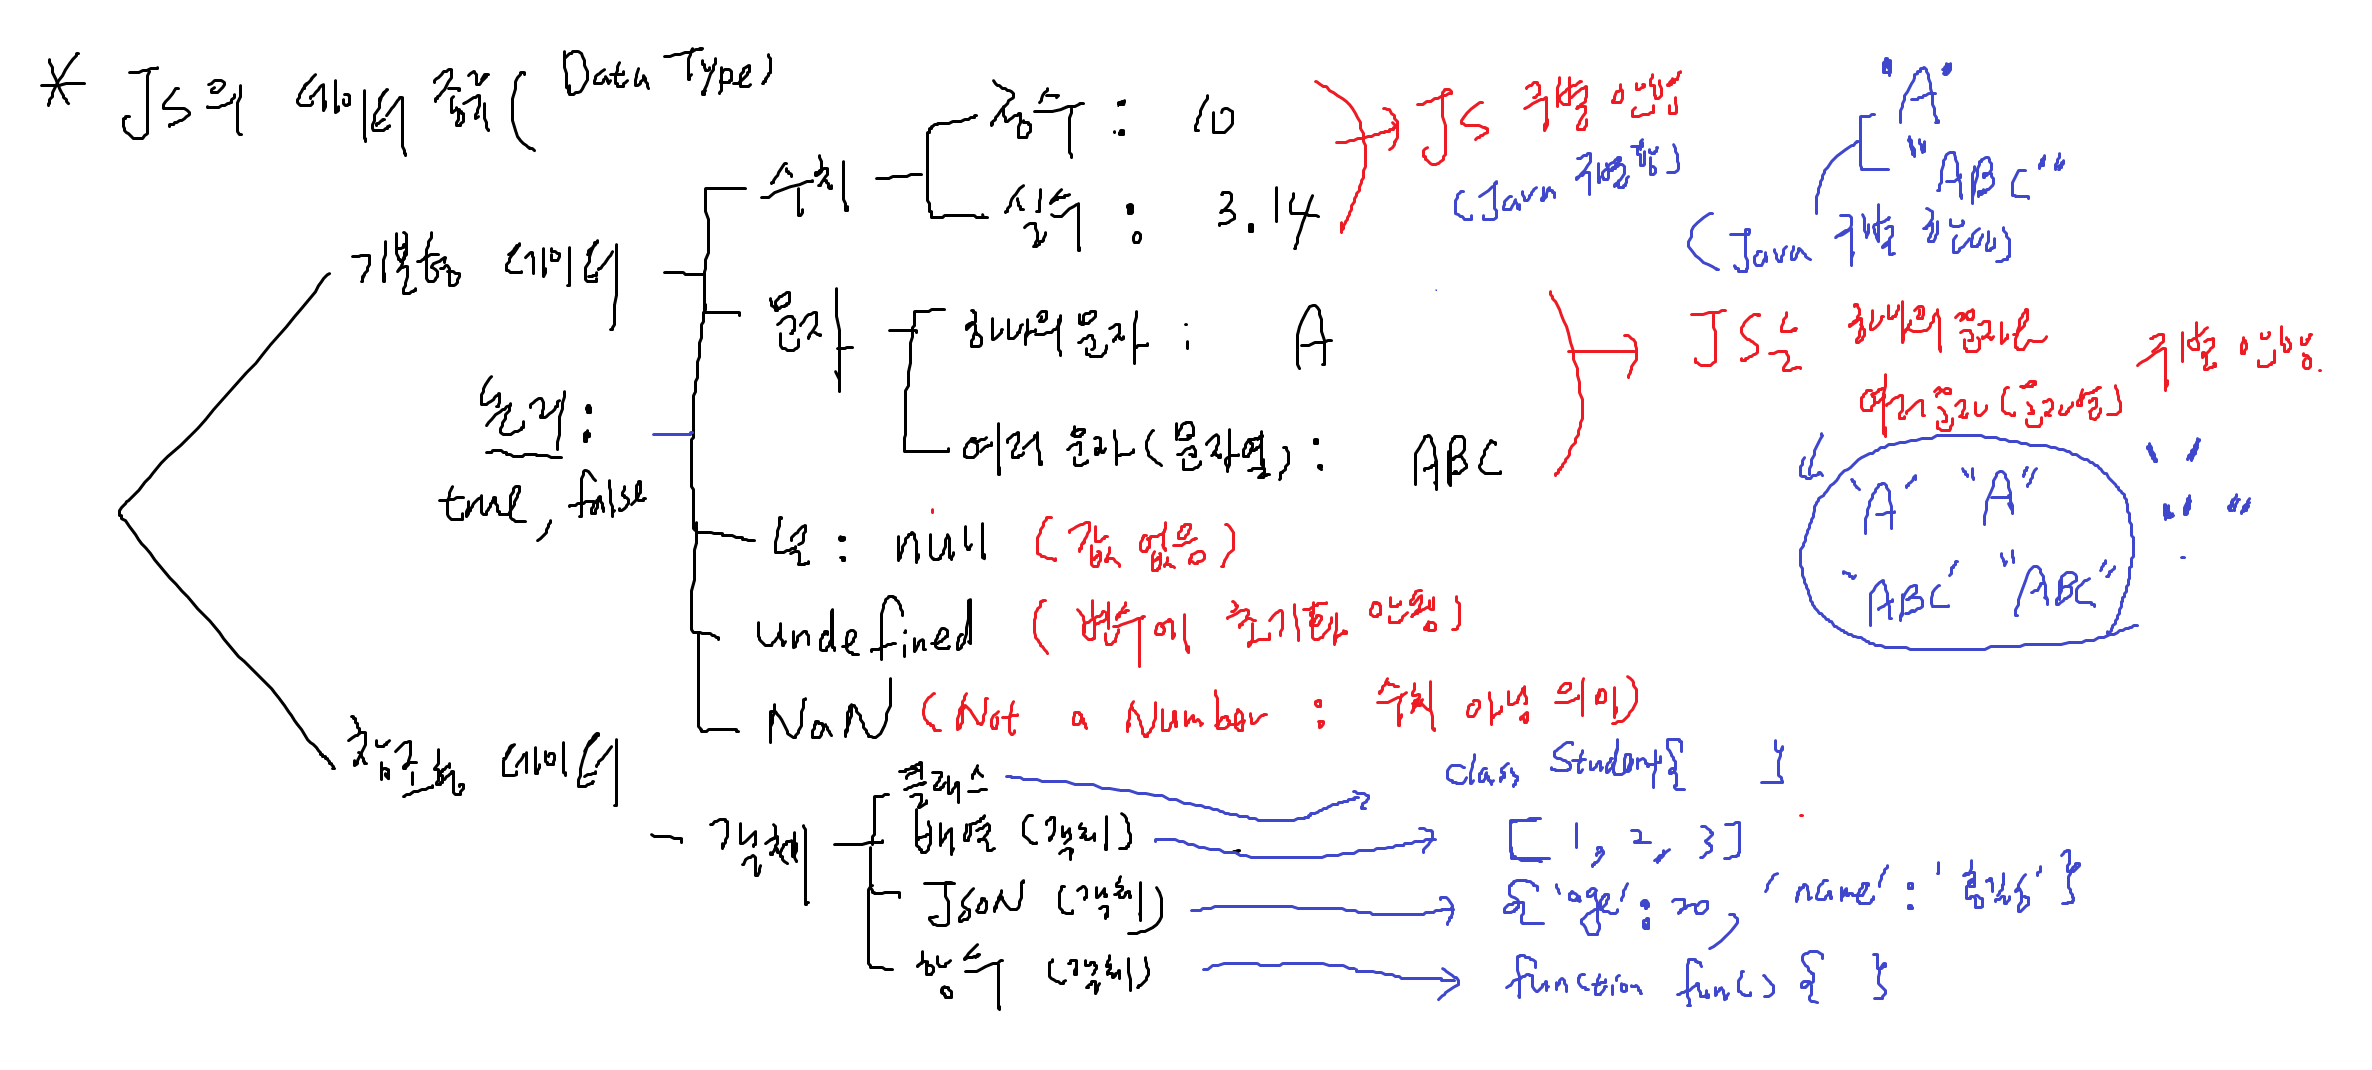 * JS의 데이터 종류 (Data Type)
기본형 데이터
수치
정수 : 10
실수 : 3.14
JS 구별 안함
(Java 구별함)
'A'
"ABC"
(Java 구별 했어)
문자
하나의 문자 : A
여러 문자(문자열) : ABC
JS는 하나의 문자와
여러 문자(문자열) 구별 안함.
'A' "A"
'ABC' "ABC"
' '
" "
논리 :
true, false
널 : null (값 없음)
undefined (변수에 초기화 안됨)
NaN (Not a Number : 수치 아님 의미)
참조형 데이터
객체
클래스
class Student{ }
배열 (객체)
[1, 2, 3]
JSON (객체)
{'age':20, 'name':'홍길동'}
함수 (객체)
function fun() { }